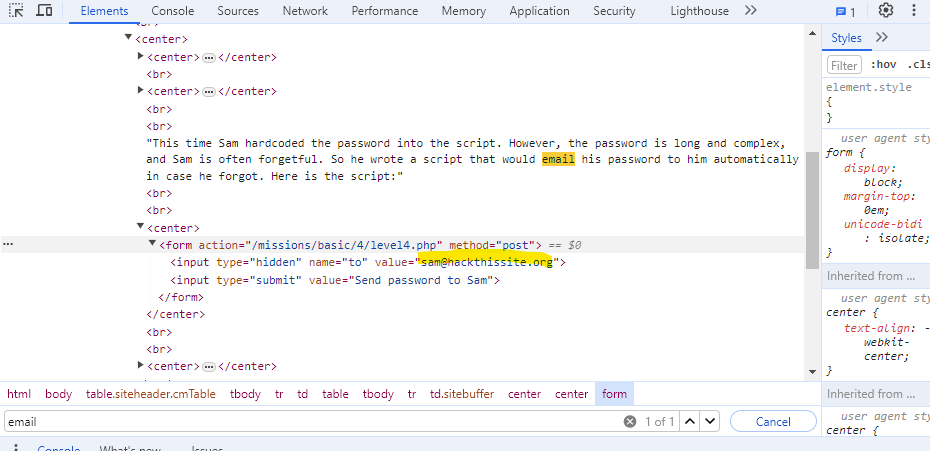 Elements Console Sources Network Performance Memory Application Security Lighthouse 1
<center>
<center> … </center>
<br>
<center> … </center>
<br>
<br>
"This time Sam hardcoded the password into the script. However, the password is long and complex,
and Sam is often forgetful. So he wrote a script that would email his password to him automatically
in case he forgot. Here is the script:"
<br>
<br>
<center>
<form action="/missions/basic/4/level4.php" method="post"> == $0
<input type="hidden" name="to" value="sam@hackthissite.org">
<input type="submit" value="Send password to Sam">
</form>
</center>
<br>
<br>
<center> … </center>
html body table.siteheader.cmTable tbody tr td table tbody tr td.sitebuffer center center form
email 1 of 1 Cancel
Console What's new Issues
Styles
Filter :hov .cls
element.style
{
}
user agent sty
form {
display:
block;
margin-top:
0em;
unicode-bidi
: isolate;
}
Inherited from ...
user agent sty
center {
text-align: -
webkit-
center;
}
Inherited from ...
user agent sty
center {